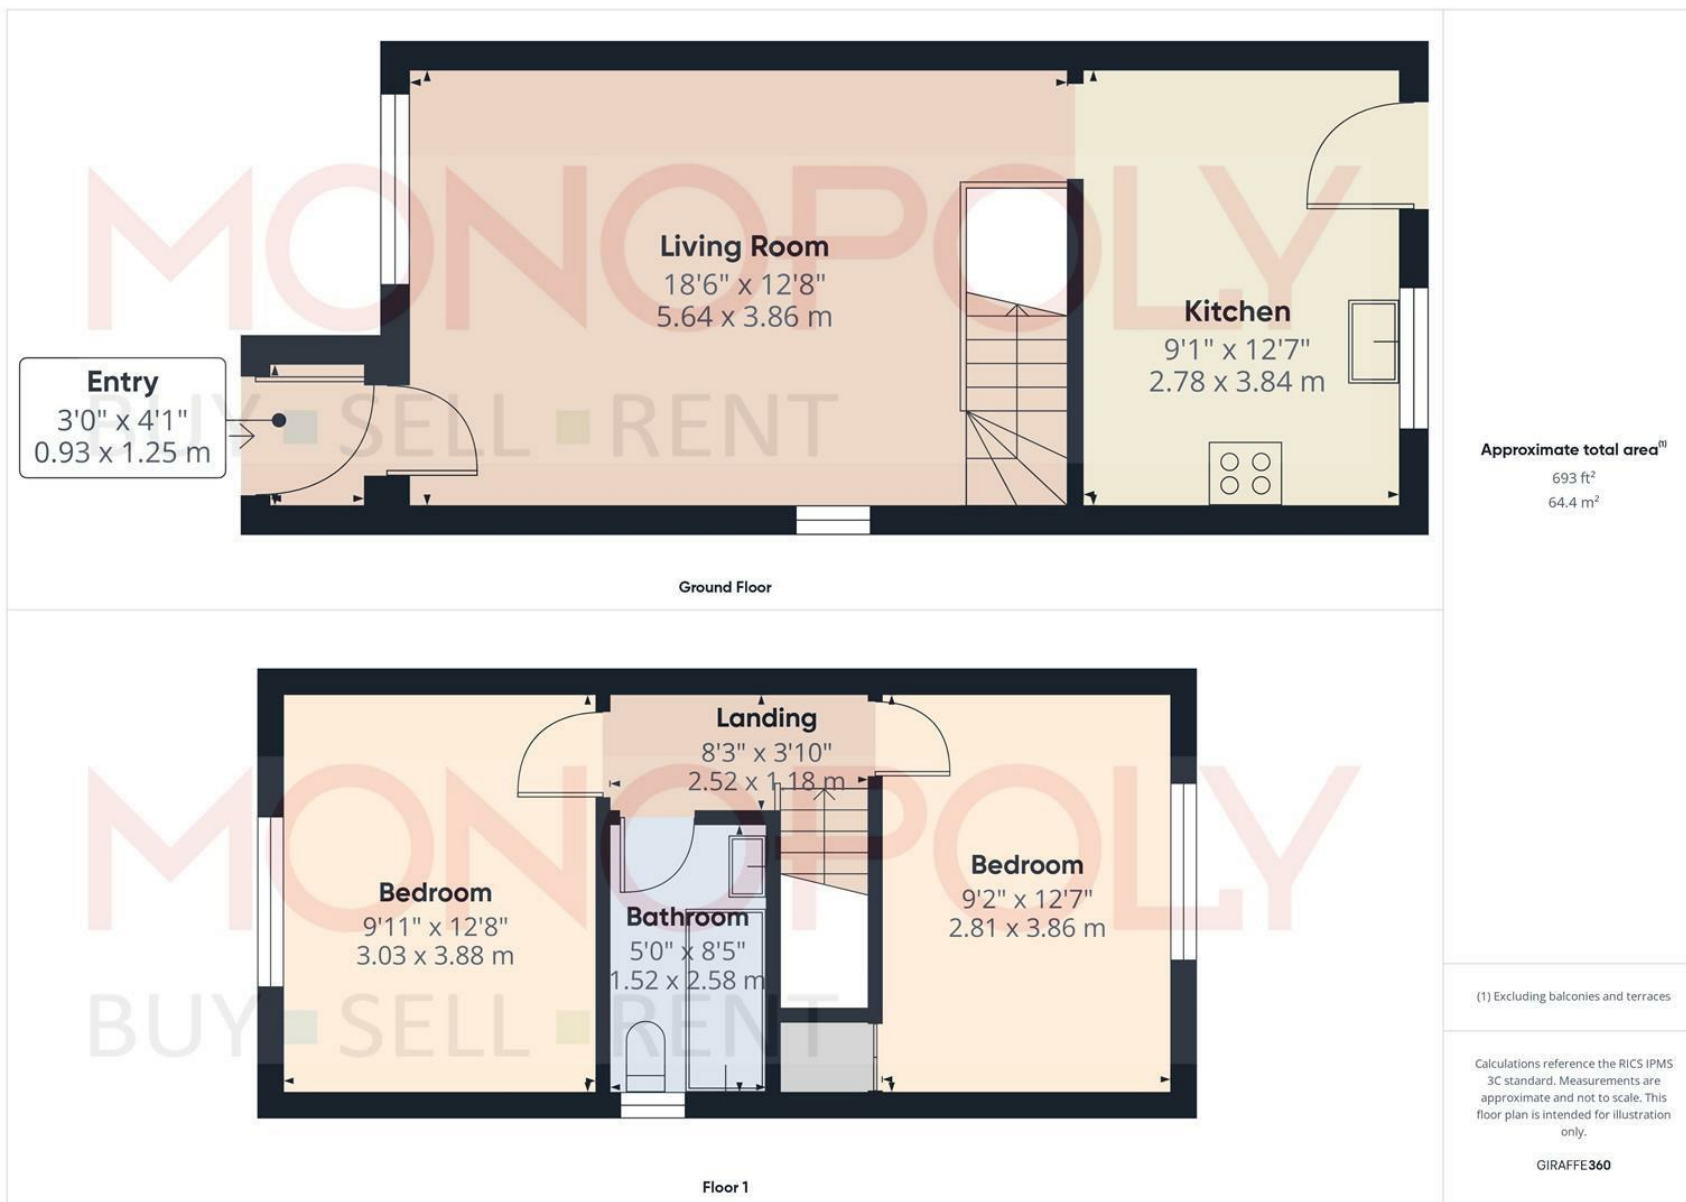 MONOPOLY
BUY SELL RENT
Living Room
18'6" x 12'8"
5.64 x 3.86 m
Kitchen
9'1" x 12'7"
2.78 x 3.84 m
Entry
3'0" x 4'1"
0.93 x 1.25 m
Ground Floor
Approximate total area(1)
693 ft²
64.4 m²
MONOPOLY
BUY SELL RENT
Landing
8'3" x 3'10"
2.52 x 1.18 m
Bedroom
9'11" x 12'8"
3.03 x 3.88 m
Bathroom
5'0" x 8'5"
1.52 x 2.58 m
Bedroom
9'2" x 12'7"
2.81 x 3.86 m
Floor 1
(1) Excluding balconies and terraces
Calculations reference the RICS IPMS
3C standard. Measurements are
approximate and not to scale. This
floor plan is intended for illustration
only.
GIRAFFE360